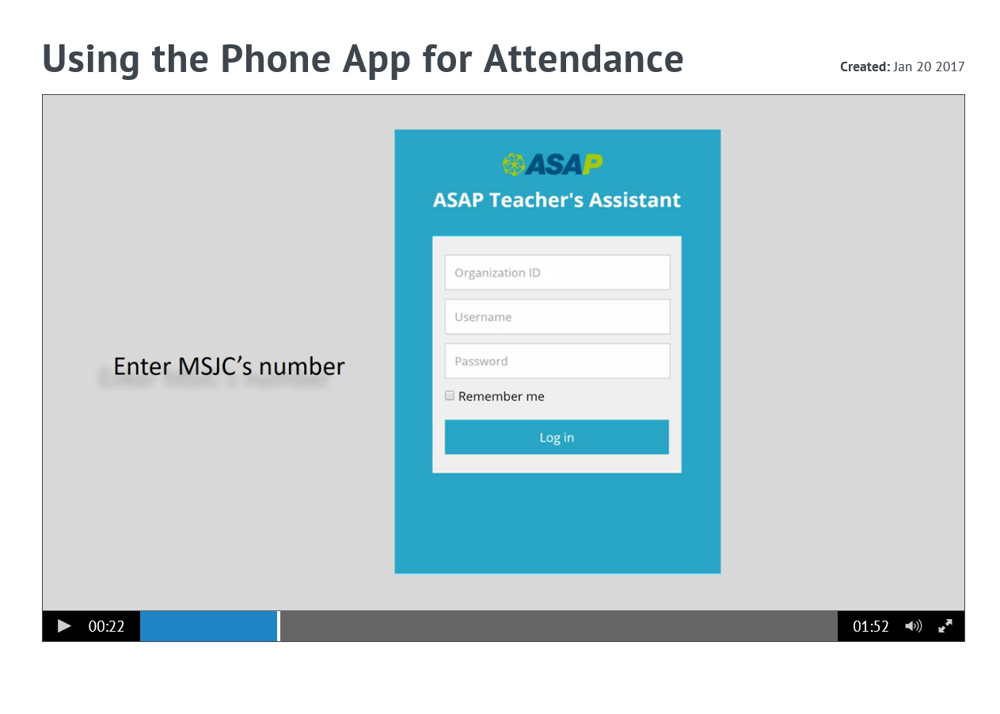 Using the Phone App for Attendance
Created: Jan 20 2017
ASAP
ASAP Teacher's Assistant
Organization ID
Username
Enter MSJC’s number
Password
Remember me
Log in
00:22
01:52